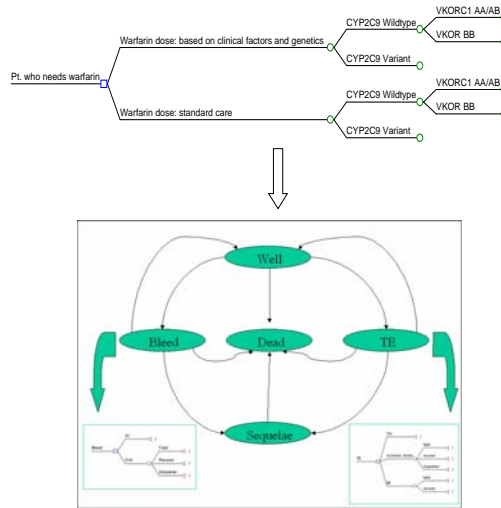 VKORC1 AA/AB
CYP2C9 Wildtype
VKOR BB
Warfarin dose: based on clinical factors and genetics
CYP2C9 Variant
Pt. who needs warfarin
VKORC1 AA/AB
CYP2C9 Wildtype
VKOR BB
Warfarin dose: standard care
CYP2C9 Variant
Well
Bleed
Dead
TE
Sequelae
Bleed